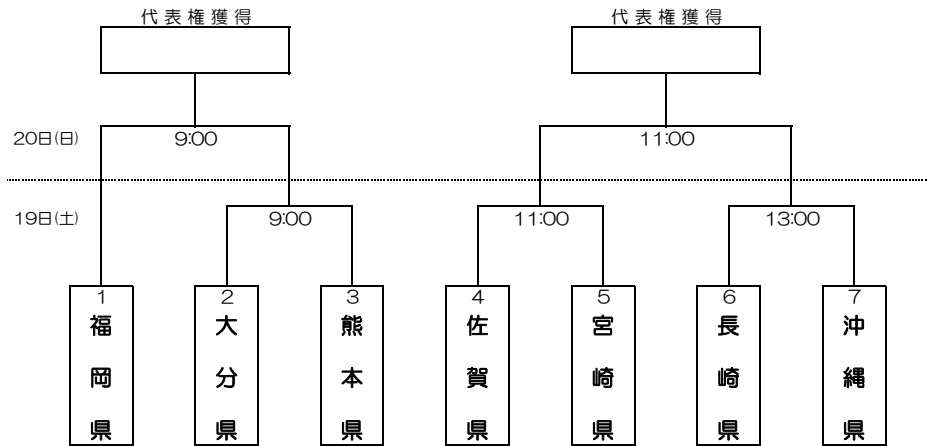 代表権獲得
代表権獲得
20日(日)
9:00
11:00
19日(土)
9:00
11:00
13:00
1
福岡県
2
大分県
3
熊本県
4
佐賀県
5
宮崎県
6
長崎県
7
沖縄県